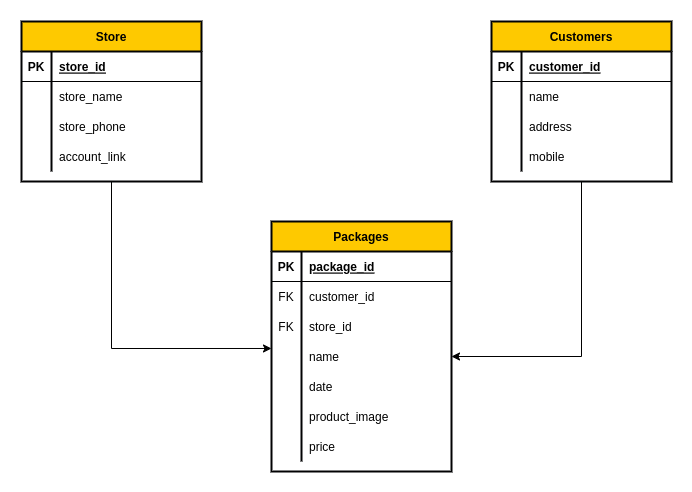 Store
PK store_id
store_name
store_phone
account_link
Customers
PK customer_id
name
address
mobile
Packages
PK package_id
FK customer_id
FK store_id
name
date
product_image
price